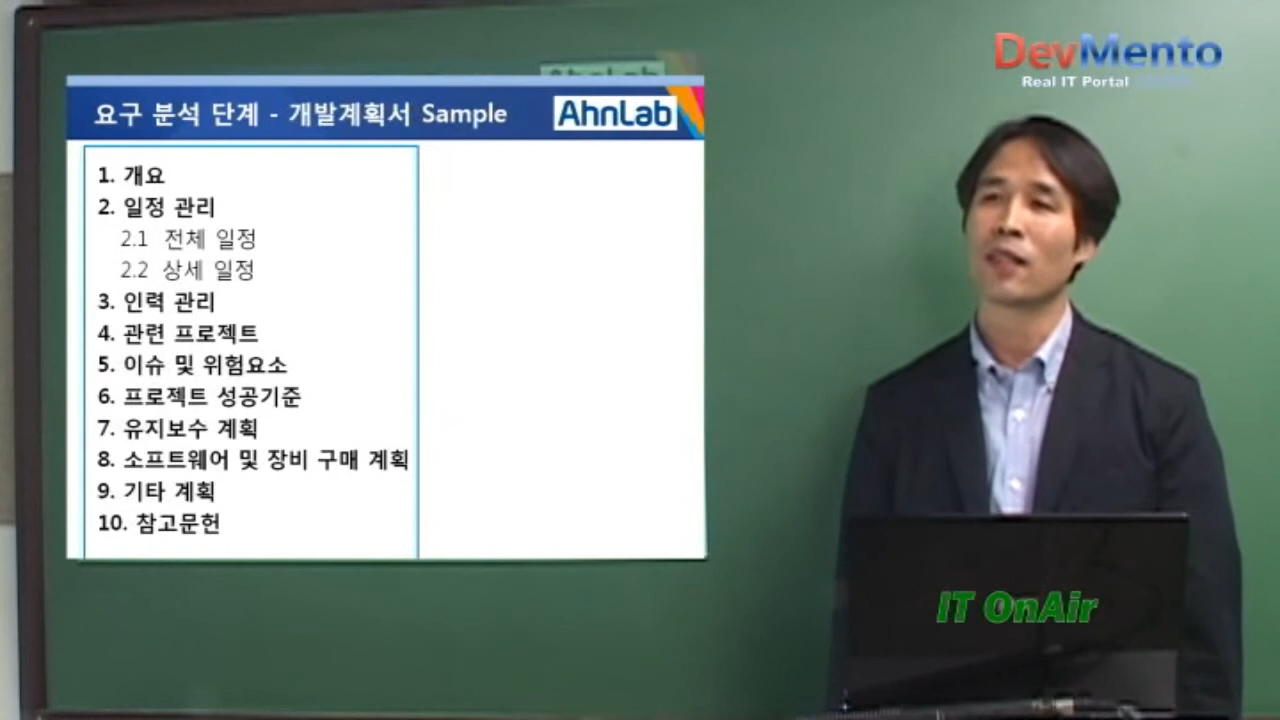 DevMento
Real IT Portal
요구 분석 단계 - 개발계획서 Sample
AhnLab
1. 개요
2. 일정 관리
2.1 전체 일정
2.2 상세 일정
3. 인력 관리
4. 관련 프로젝트
5. 이슈 및 위험요소
6. 프로젝트 성공기준
7. 유지보수 계획
8. 소프트웨어 및 장비 구매 계획
9. 기타 계획
10. 참고문헌
IT OnAir